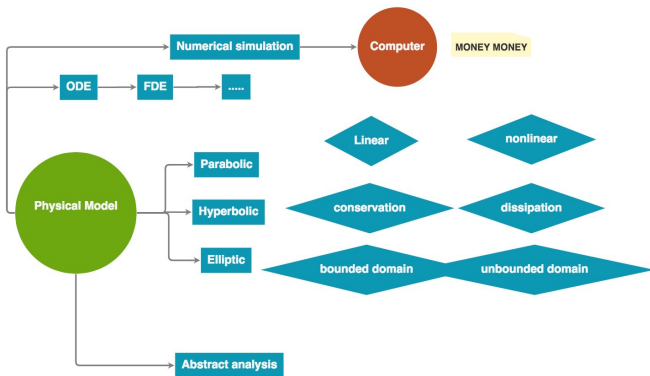 Numerical simulation
Computer
MONEY MONEY
ODE
FDE
.....
Linear
nonlinear
Parabolic
Physical Model
Hyperbolic
conservation
dissipation
Elliptic
bounded domain
unbounded domain
Abstract analysis